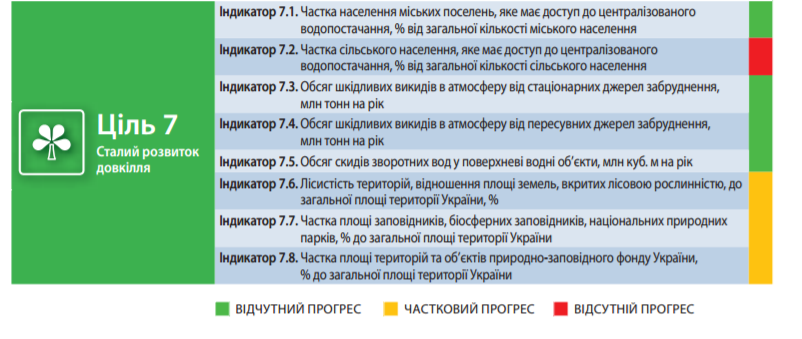 Індикатор 7.1. Частка населення міських поселень, яке має доступ до централізованого
водопостачання, % від загальної кількості міського населення
Індикатор 7.2. Частка сільського населення, яке має доступ до централізованого
водопостачання, % від загальної кількості сільського населення
Індикатор 7.3. Обсяг шкідливих викидів в атмосферу від стаціонарних джерел забруднення,
млн тонн на рік
Ціль 7
Сталий розвиток
довкілля
Індикатор 7.4. Обсяг шкідливих викидів в атмосферу від пересувних джерел забруднення,
млн тонн на рік
Індикатор 7.5. Обсяг скидів зворотних вод у поверхневі водні об’єкти, млн куб. м на рік
Індикатор 7.6. Лісистість територій, відношення площі земель, вкритих лісовою рослинністю, до
загальної площі території України, %
Індикатор 7.7. Частка площі заповідників, біосферних заповідників, національних природних
парків, % до загальної площі території України
Індикатор 7.8. Частка площі територій та об’єктів природно-заповідного фонду України,
% до загальної площі території України
ВІДЧУТНИЙ ПРОГРЕС
ЧАСТКОВИЙ ПРОГРЕС
ВІДСУТНІЙ ПРОГРЕС